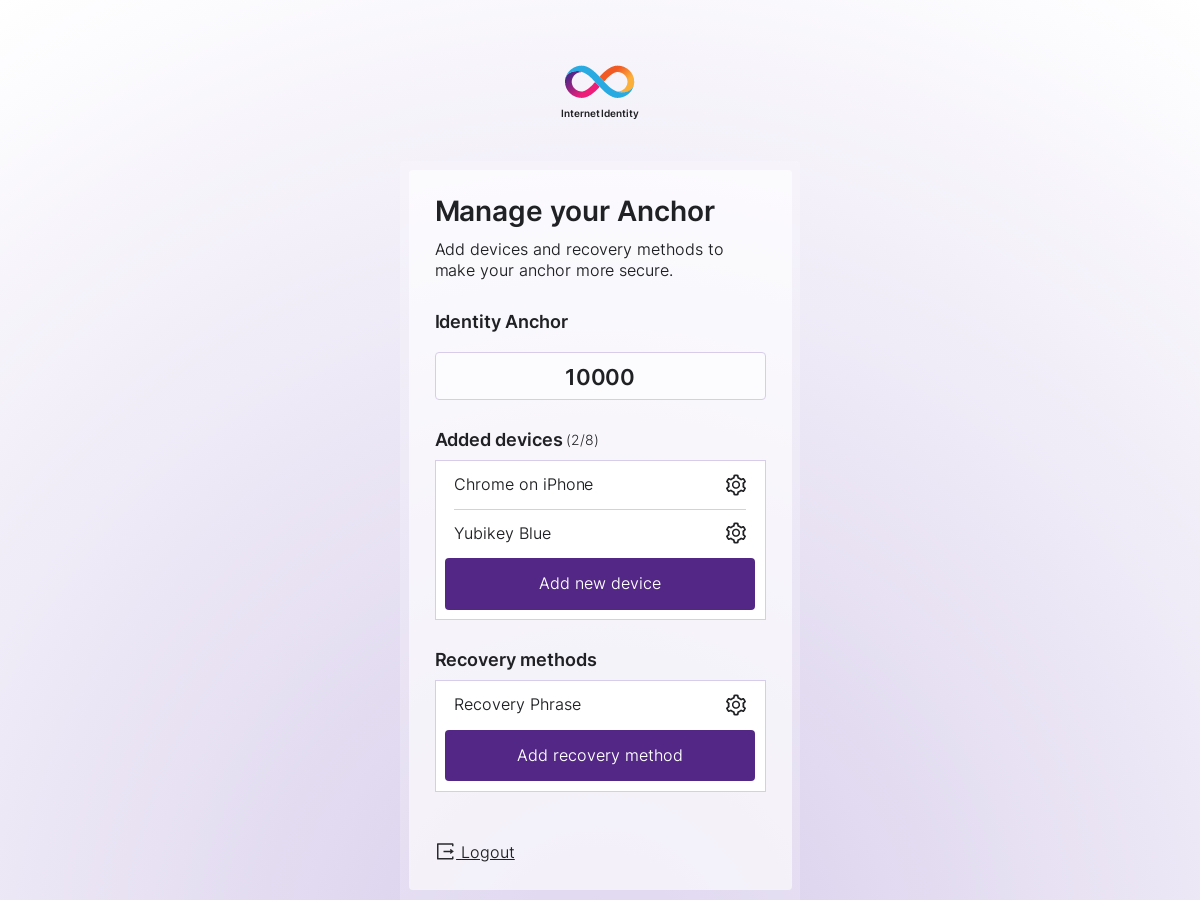 Internet Identity
Manage your Anchor
Add devices and recovery methods to
make your anchor more secure.
Identity Anchor
10000
Added devices (2/8)
Chrome on iPhone
Yubikey Blue
Add new device
Recovery methods
Recovery Phrase
Add recovery method
Logout